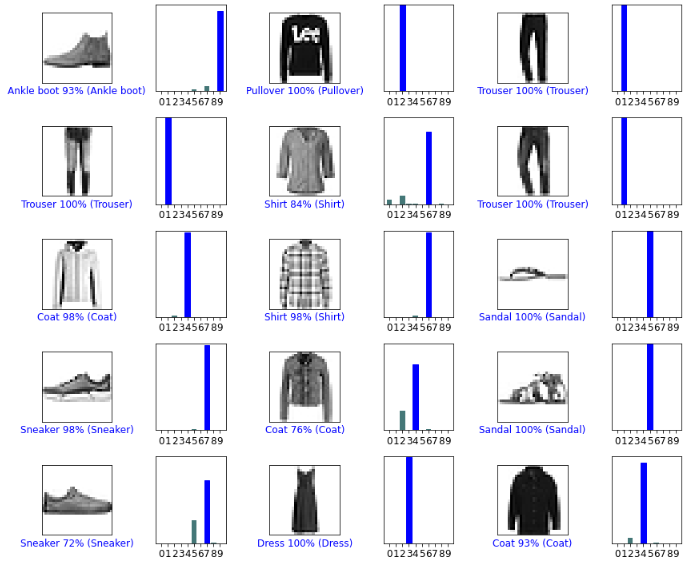 Lee
Ankle boot 93% (Ankle boot)
0123456789
Pullover 100% (Pullover)
0123456789
Trouser 100% (Trouser)
0123456789
Trouser 100% (Trouser)
0123456789
Shirt 84% (Shirt)
0123456789
Trouser 100% (Trouser)
0123456789
Coat 98% (Coat)
0123456789
Shirt 98% (Shirt)
0123456789
Sandal 100% (Sandal)
0123456789
Sneaker 98% (Sneaker)
0123456789
Coat 76% (Coat)
0123456789
Sandal 100% (Sandal)
0123456789
Sneaker 72% (Sneaker)
0123456789
Dress 100% (Dress)
0123456789
Coat 93% (Coat)
0123456789